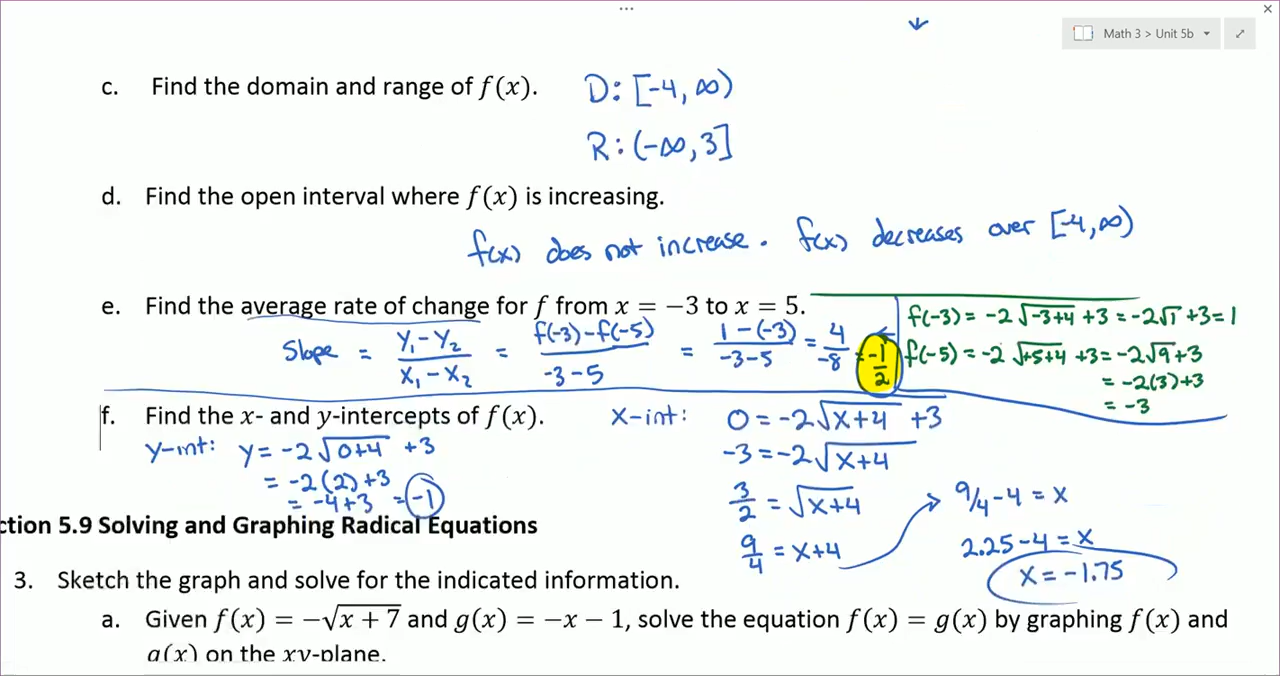 Math 3 > Unit 5b
c. Find the domain and range of f(x). D: [-4, ∞)
R: (-∞, 3]
d. Find the open interval where f(x) is increasing.
f(x) does not increase. f(x) decreases over [-4, ∞)
e. Find the average rate of change for f from x = −3 to x = 5.
Slope = (Y₁ - Y₂)/(X₁ - X₂) = (f(-3) - f(-5))/(-3 - 5) = (1 - (-3))/(-3 - 5) = 4/-8 = -1/2
f(-3) = -2√(-3+4) + 3 = -2√1 + 3 = 1
f(-5) = -2√(+5+4) + 3 = -2√9 + 3
= -2(3) + 3
= -3
f. Find the x- and y-intercepts of f(x).
y-int: y = -2√(0+4) + 3
= -2(2) + 3
= -4 + 3 = -1
X-int: 0 = -2√(x+4) + 3
-3 = -2√(x+4)
3/2 = √(x+4)
9/4 = x+4
9/4 - 4 = x
2.25 - 4 = x
x = -1.75
ction 5.9 Solving and Graphing Radical Equations
3. Sketch the graph and solve for the indicated information.
a. Given f(x) = −√(x + 7) and g(x) = −x − 1, solve the equation f(x) = g(x) by graphing f(x) and
g(x) on the xy-plane.